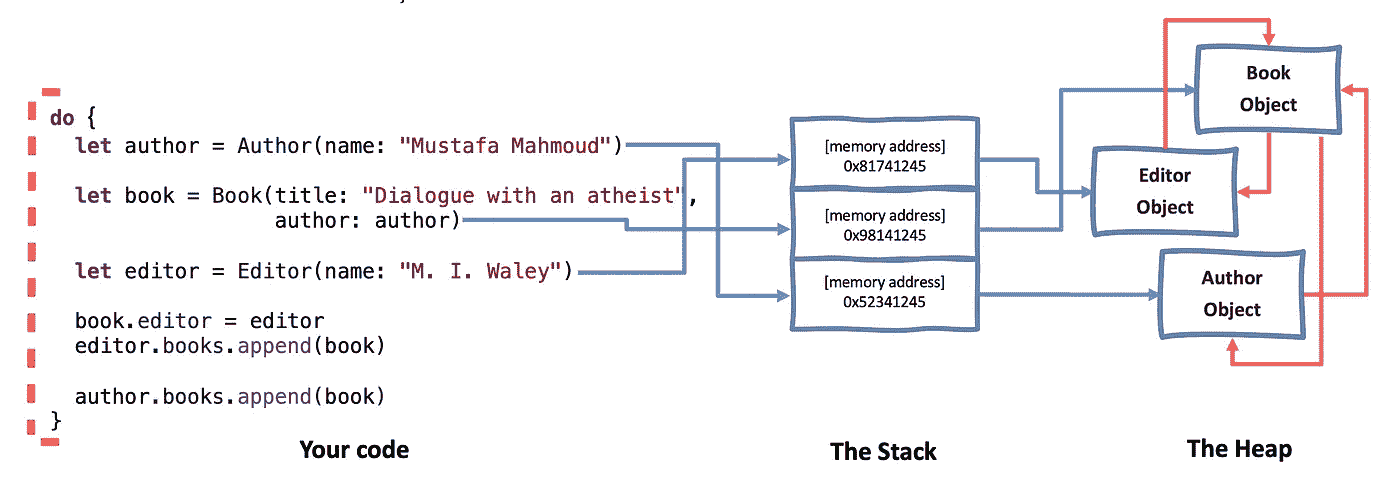 do {
let author = Author(name: "Mustafa Mahmoud")
let book = Book(title: "Dialogue with an atheist",
author: author)
let editor = Editor(name: "M. I. Waley")
book.editor = editor
editor.books.append(book)
author.books.append(book)
}
Your code
[memory address]
0x81741245
[memory address]
0x98141245
[memory address]
0x52341245
The Stack
Book
Object
Editor
Object
Author
Object
The Heap